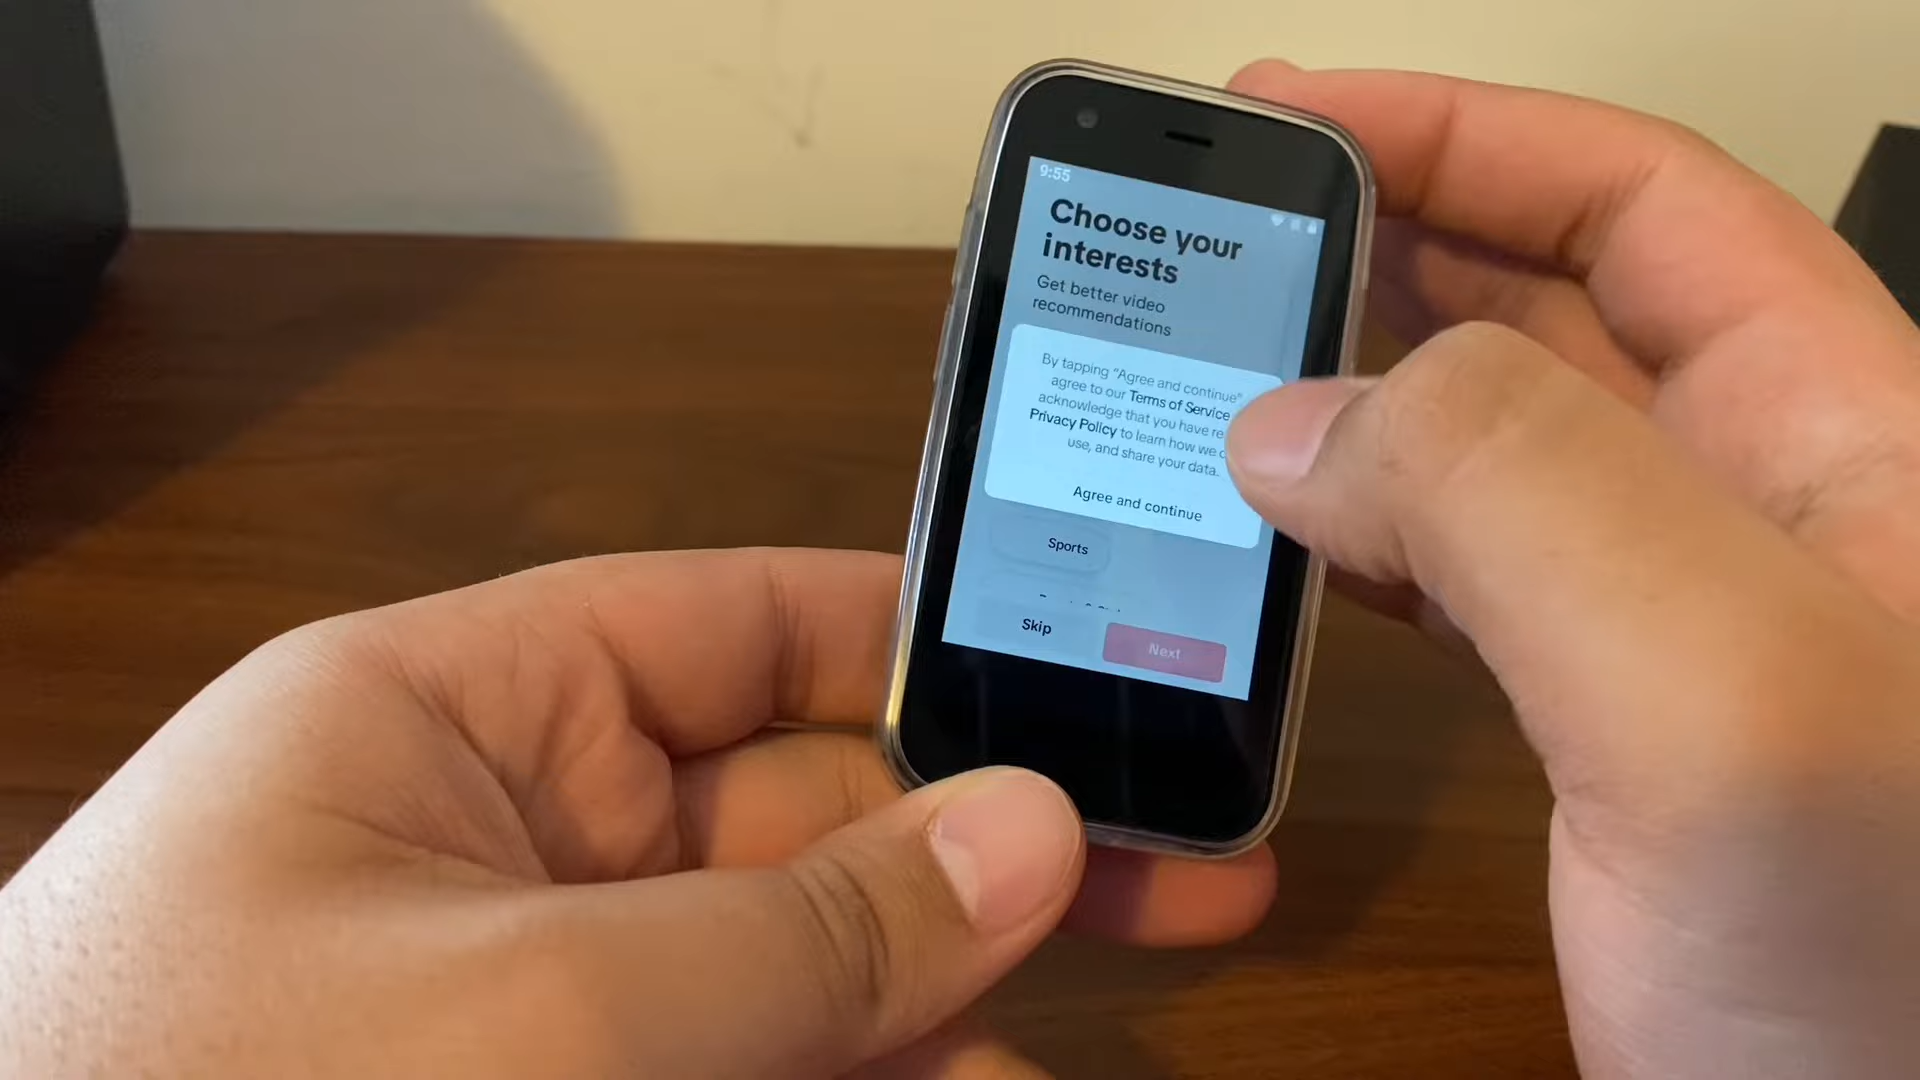 9:55
Choose your
interests
Get better video
recommendations
By tapping “Agree and continue”
agree to our Terms of Service
acknowledge that you have re
Privacy Policy to learn how we c
use, and share your data.
Agree and continue
Sports
Skip
Next